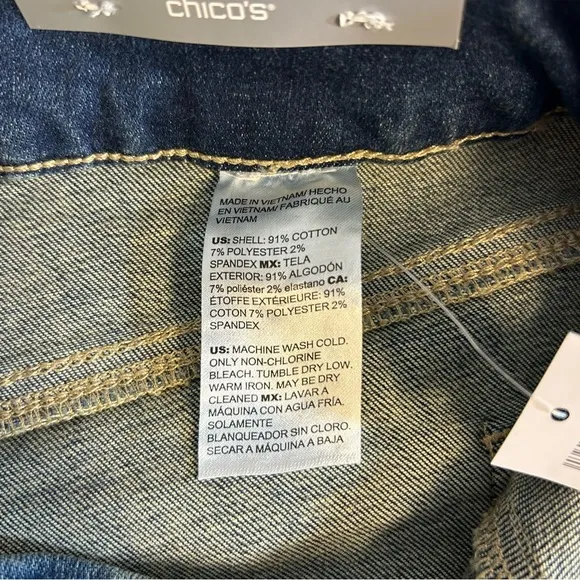 chico's®
MADE IN VIETNAM/ HECHO
EN VIETNAM/ FABRIQUÉ AU
VIETNAM
US: SHELL: 91% COTTON
7% POLYESTER 2%
SPANDEX MX: TELA
EXTERIOR: 91% ALGODÓN
7% poliéster 2% elastano CA:
ÉTOFFE EXTÉRIEURE: 91%
COTON 7% POLYESTER 2%
SPANDEX
US: MACHINE WASH COLD.
ONLY NON-CHLORINE
BLEACH. TUMBLE DRY LOW.
WARM IRON. MAY BE DRY
CLEANED MX: LAVAR A
MÁQUINA CON AGUA FRÍA.
SOLAMENTE
BLANQUEADOR SIN CLORO.
SECAR A MÁQUINA A BAJA